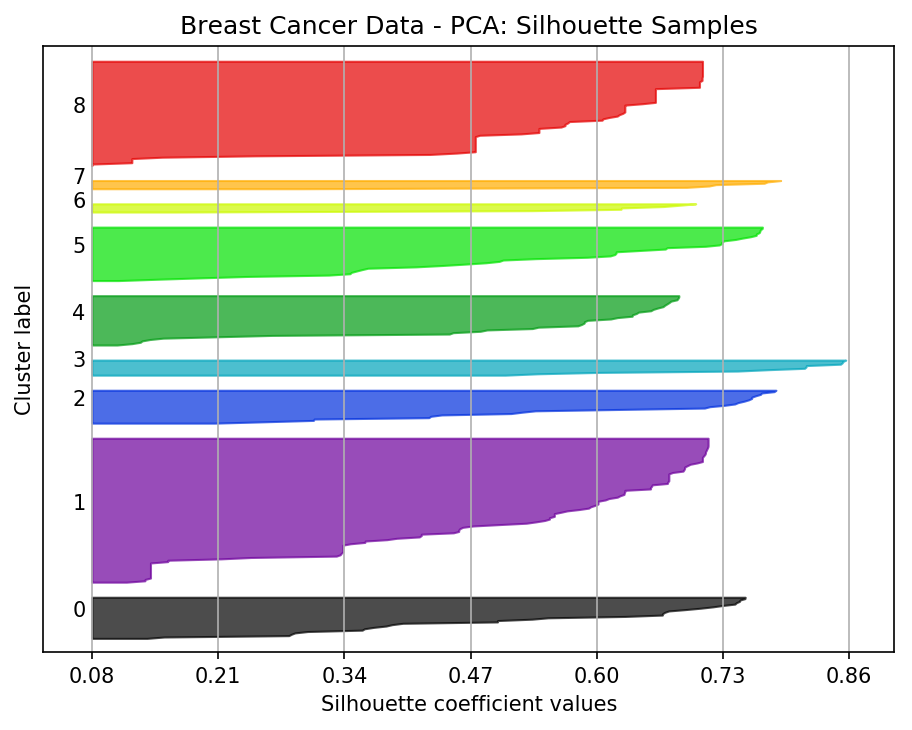 Breast Cancer Data - PCA: Silhouette Samples
8
7
6
5
4
3
2
1
0
Cluster label
0.08 0.21 0.34 0.47 0.60 0.73 0.86
Silhouette coefficient values